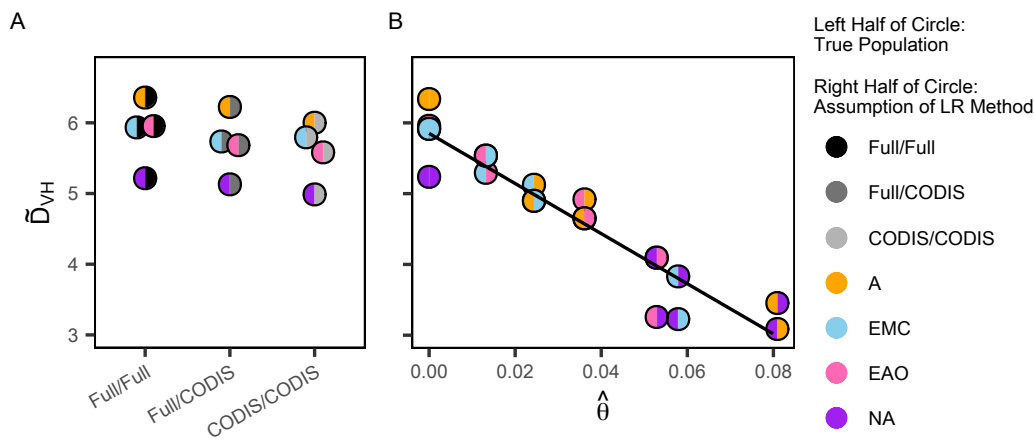 A
B
D̃VH
6
5
4
3
Full/Full
Full/CODIS
CODIS/CODIS
0.00
0.02
0.04
0.06
0.08
θ̂
Left Half of Circle:
True Population
Right Half of Circle:
Assumption of LR Method
Full/Full
Full/CODIS
CODIS/CODIS
A
EMC
EAO
NA